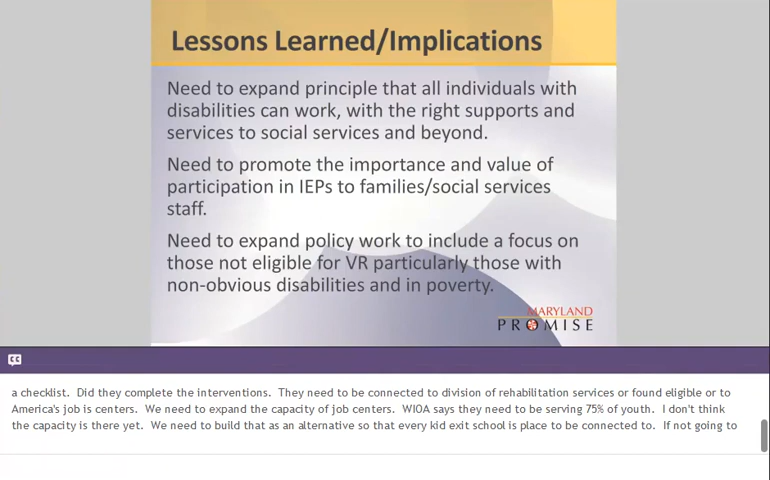 Lessons Learned/Implications
Need to expand principle that all individuals with
disabilities can work, with the right supports and
services to social services and beyond.
Need to promote the importance and value of
participation in IEPs to families/social services
staff.
Need to expand policy work to include a focus on
those not eligible for VR particularly those with
non-obvious disabilities and in poverty.
MARYLAND
PROMISE
CC
a checklist.  Did they complete the interventions.  They need to be connected to division of rehabilitation services or found eligible or to
America's job is centers.  We need to expand the capacity of job centers.  WIOA says they need to be serving 75% of youth.  I don't think
the capacity is there yet.  We need to build that as an alternative so that every kid exit school is place to be connected to.  If not going to